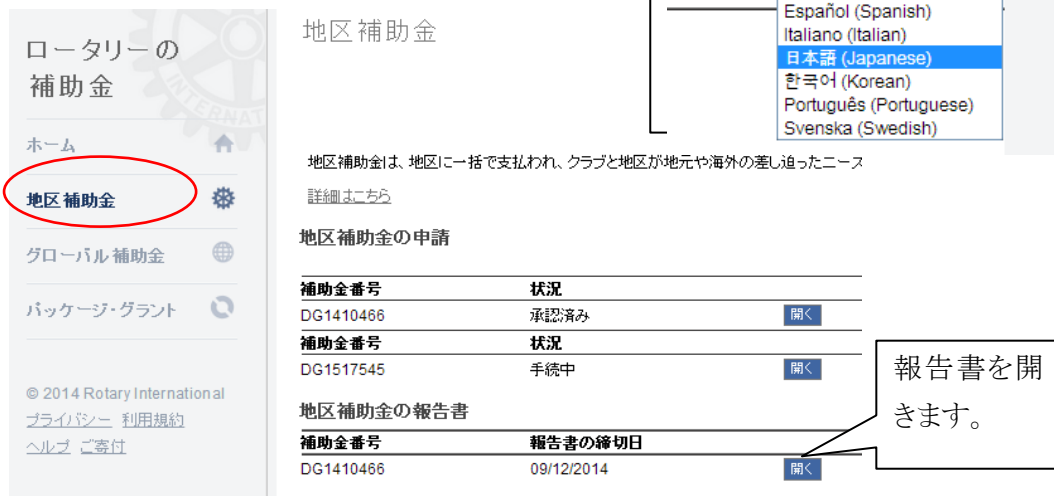 ロータリーの
補助金
ホーム
地区補助金
グローバル補助金
パッケージ・グラント
© 2014 Rotary International
プライバシー 利用規約
ヘルプ ご寄付
地区補助金
Español (Spanish)
Italiano (Italian)
日本語 (Japanese)
한국어 (Korean)
Português (Portuguese)
Svenska (Swedish)
地区補助金は、地区に一括で支払われ、クラブと地区が地元や海外の差し迫ったニース
詳細はこちら
地区補助金の申請
補助金番号 状況
DG1410466 承認済み 開く
補助金番号 状況
DG1517545 手続中 開く
地区補助金の報告書
補助金番号 報告書の締切日
DG1410466 09/12/2014 開く
報告書を開
きます。